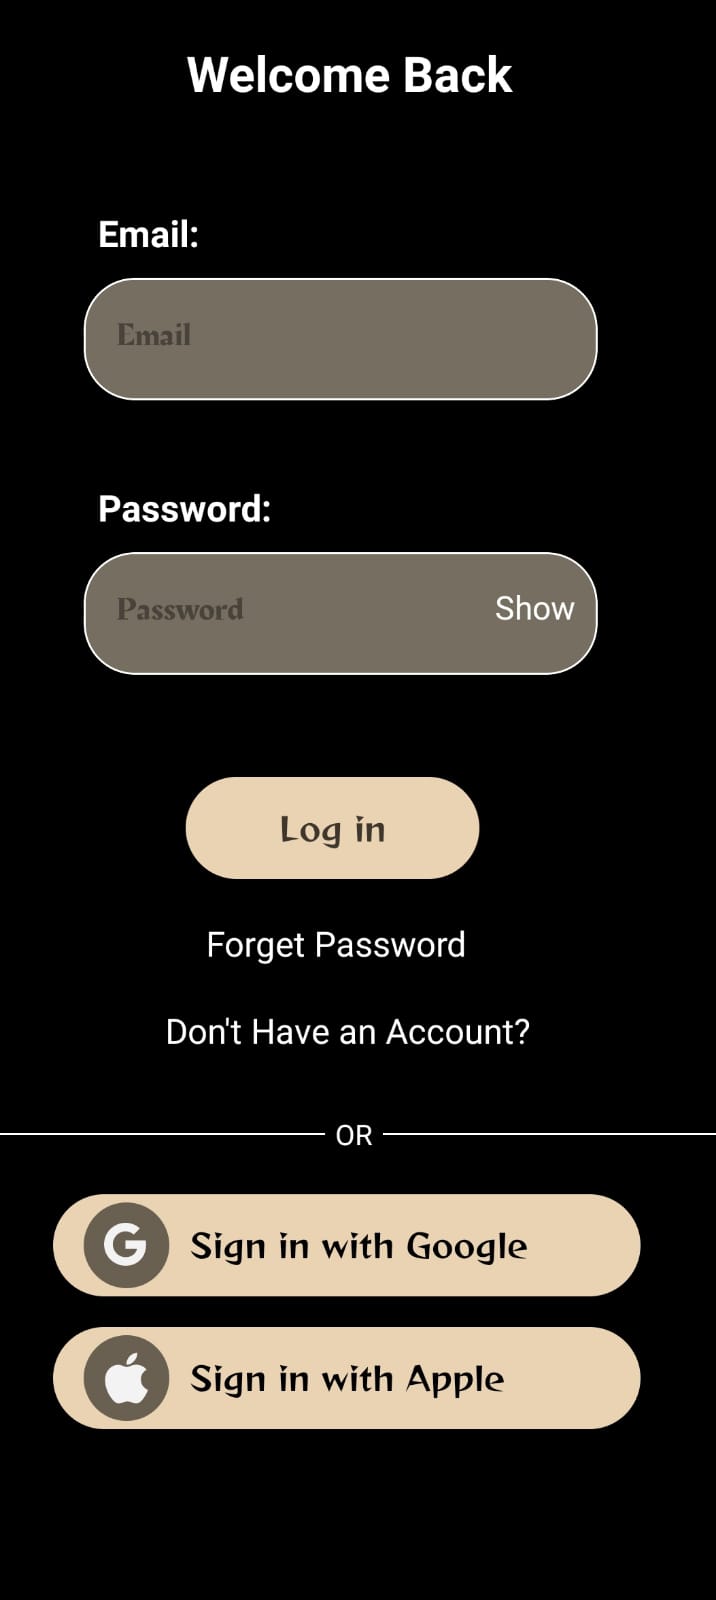 Welcome Back
Email:
Email
Password:
Password Show
Log in
Forget Password
Don't Have an Account?
OR
Sign in with Google
Sign in with Apple